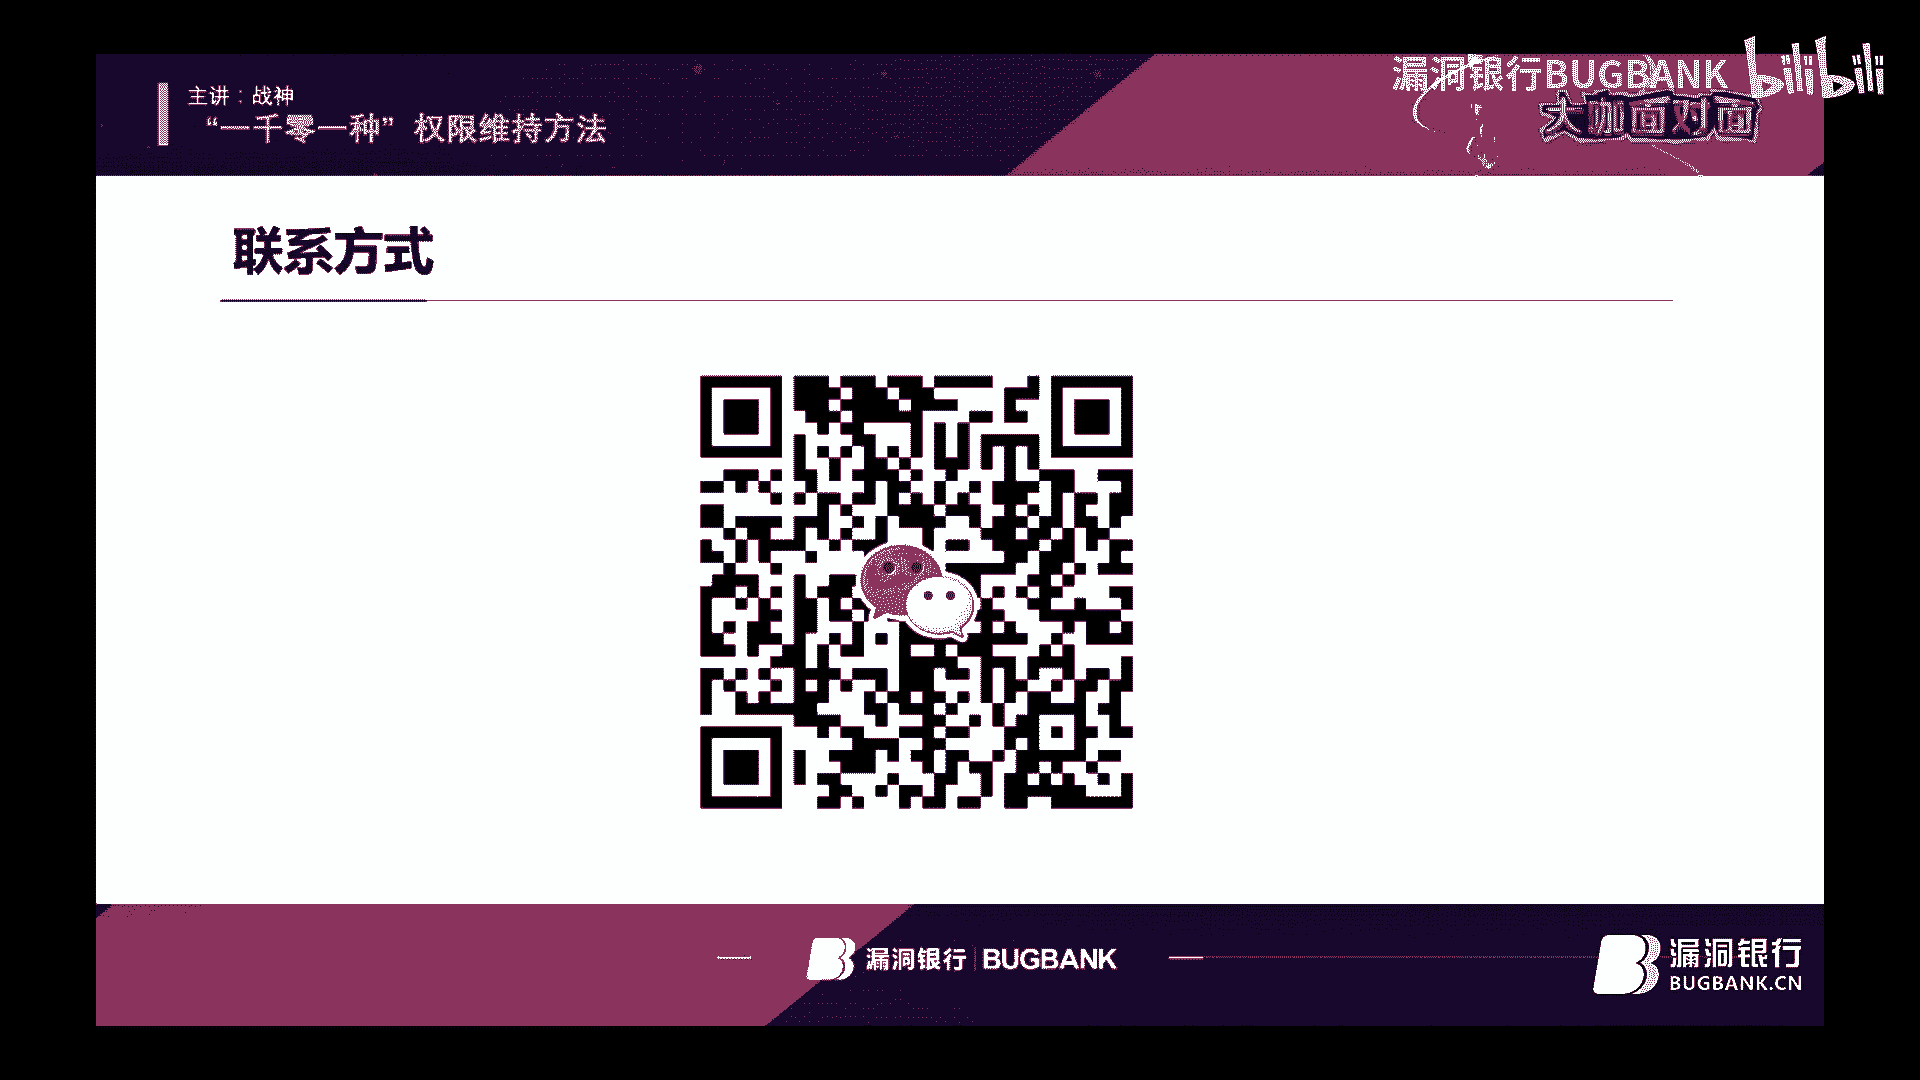 漏洞银行BUGBANK bilibili
主讲：战神
大咖面对面
“一千零一种”权限维持方法
联系方式
漏洞银行 BUGBANK
漏洞银行
BUGBANK.CN